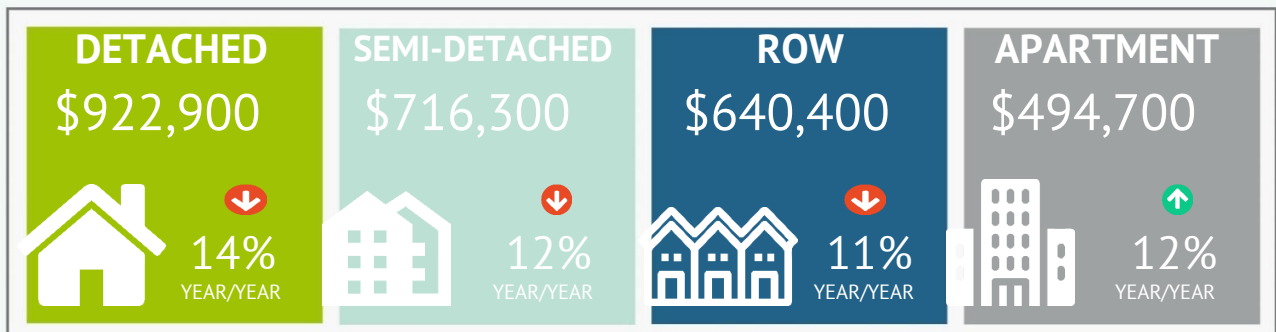 DETACHED
$922,900
14%
YEAR/YEAR
SEMI-DETACHED
$716,300
12%
YEAR/YEAR
ROW
$640,400
11%
YEAR/YEAR
APARTMENT
$494,700
12%
YEAR/YEAR